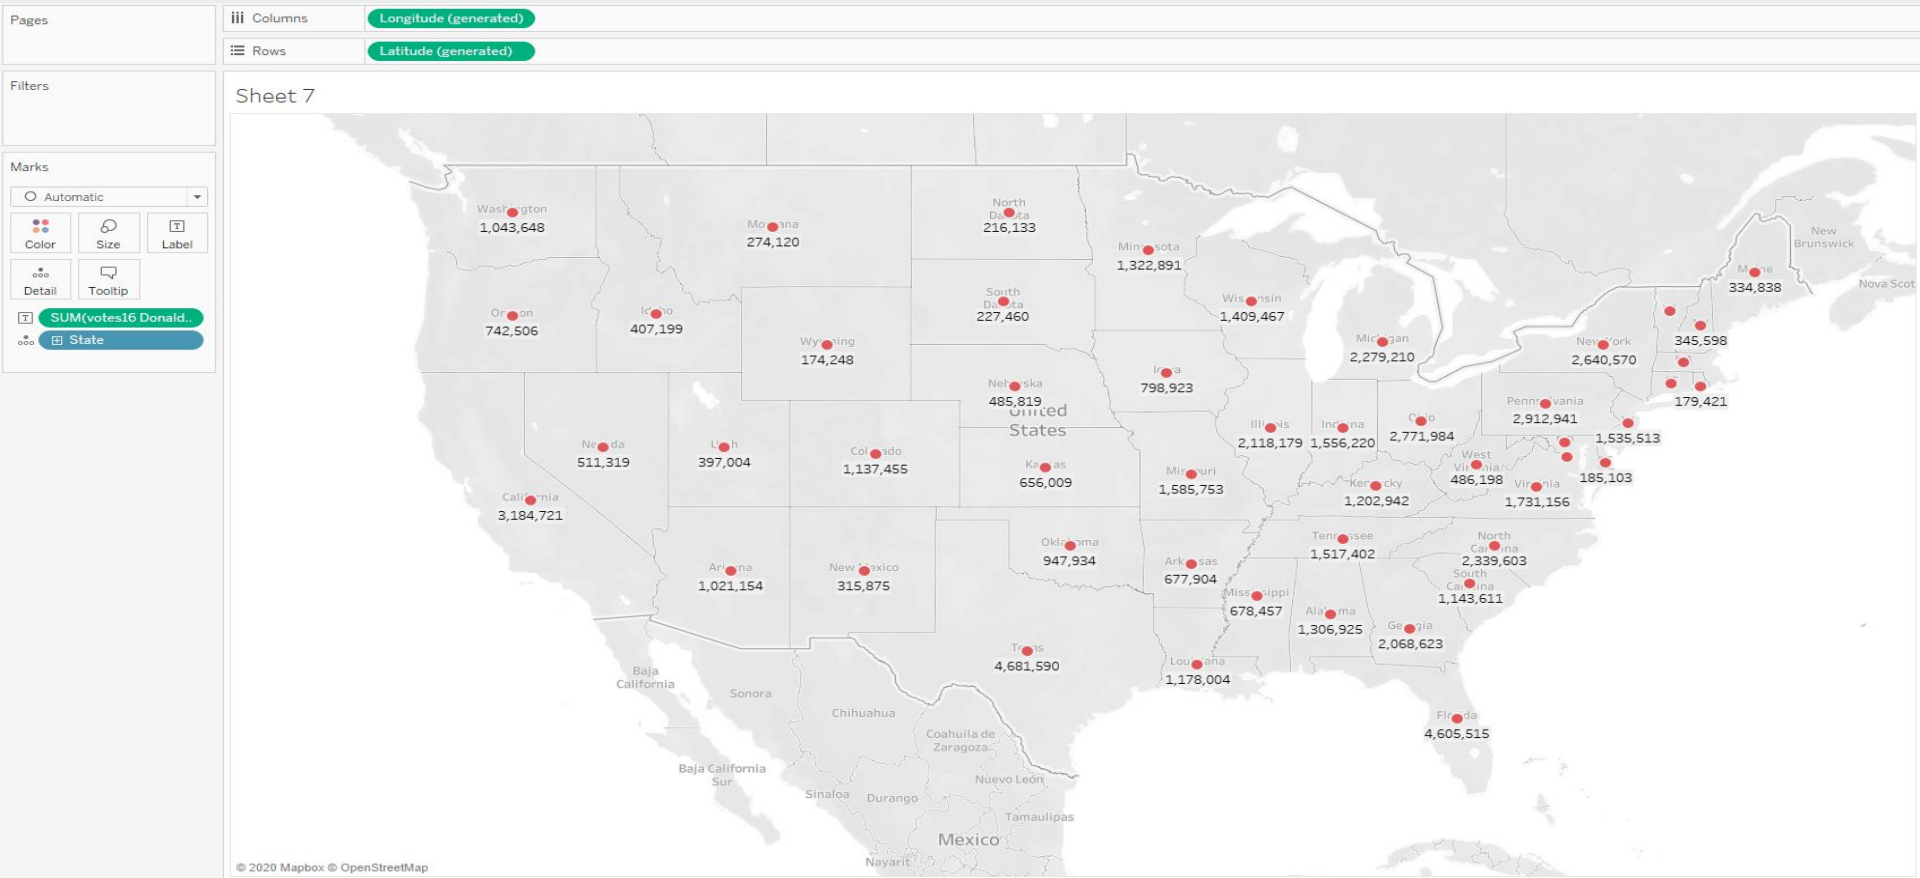 Pages
Columns
Longitude (generated)
Rows
Latitude (generated)
Filters
Marks
Automatic
Color
Size
Label
Detail
Tooltip
SUM(votes16 Donald..
State
Sheet 7
1,043,648
274,120
North
216,133
1,322,891
1,409,467
2,279,210
334,838
New
Brunswick
Nova Scot
742,506
407,199
174,248
South
227,460
485,819
United
States
798,923
2,640,570
345,598
179,421
2,912,941
1,535,513
511,319
397,004
1,137,455
656,009
1,585,753
2,118,179
1,556,220
2,771,984
West
486,198
185,103
1,202,942
1,731,156
3,184,721
1,021,154
315,875
947,934
677,904
1,517,402
North
2,339,603
South
1,143,611
678,457
1,306,925
2,068,623
4,681,590
1,178,004
4,605,515
Baja
California
Sonora
Chihuahua
Coahuila de
Zaragoza
Baja California
Sur
Nuevo León
Sinaloa
Durango
Tamaulipas
Mexico
Nayarit
© 2020 Mapbox © OpenStreetMap